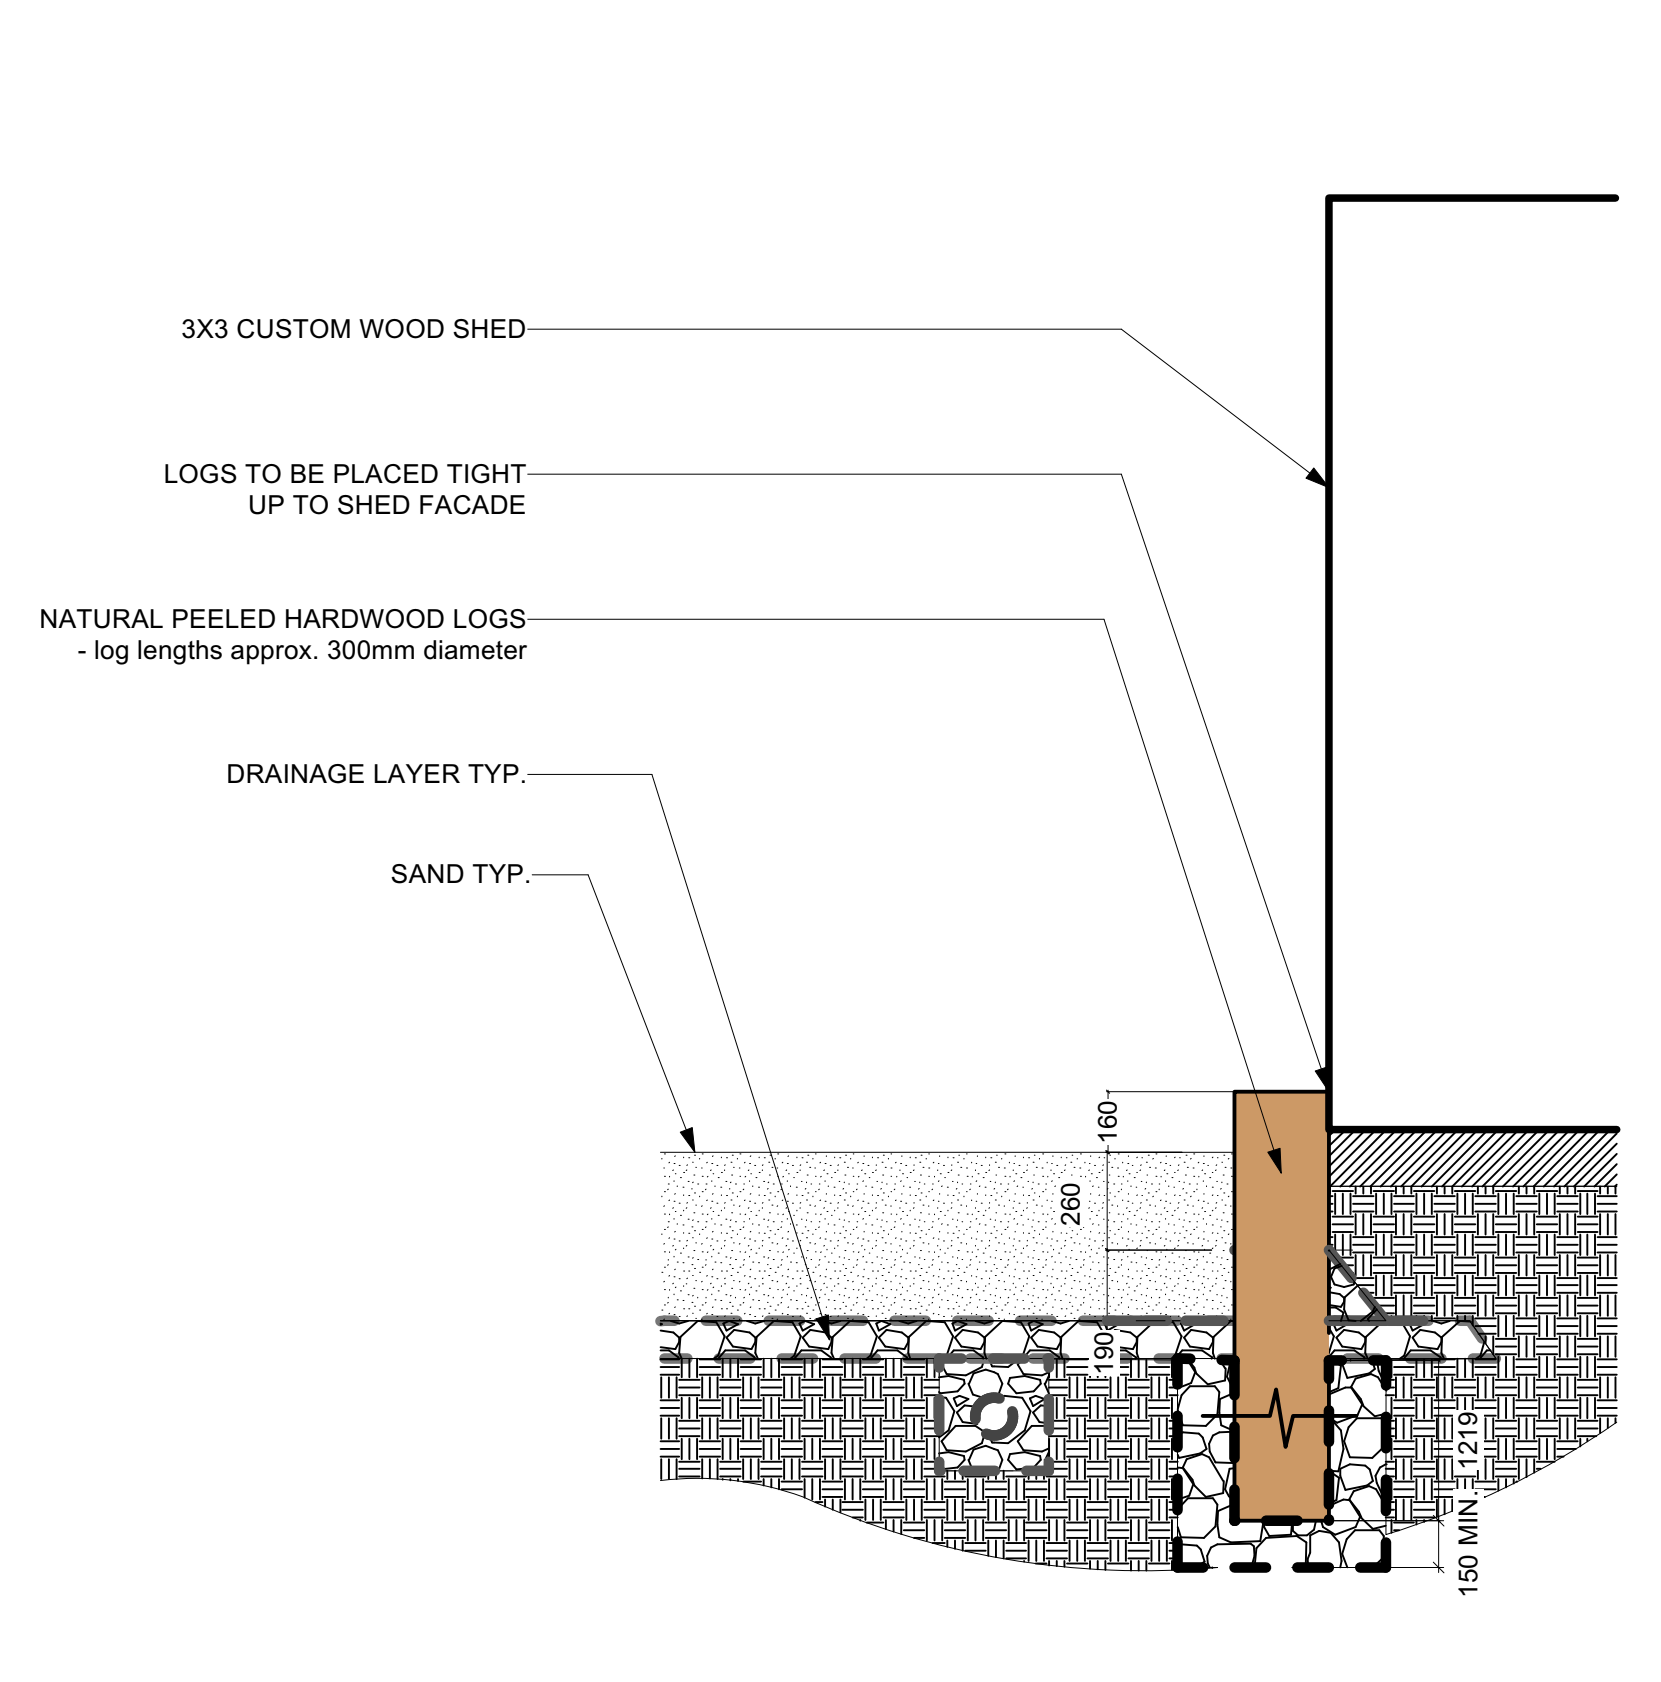 3X3 CUSTOM WOOD SHED
LOGS TO BE PLACED TIGHT
UP TO SHED FACADE
NATURAL PEELED HARDWOOD LOGS
- log lengths approx. 300mm diameter
DRAINAGE LAYER TYP.
SAND TYP.
160
260
190
1219
150 MIN.